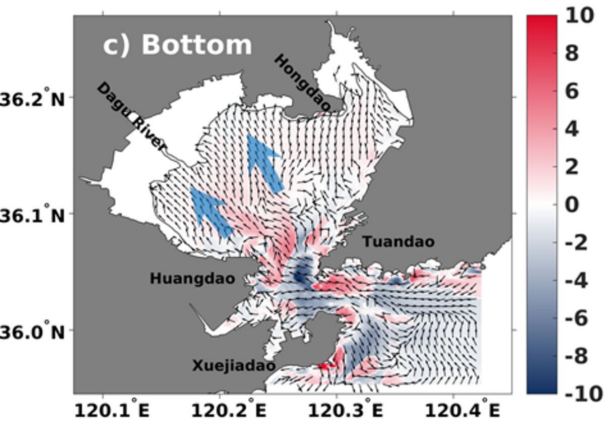 c) Bottom
Hongdao
Dagu River
Tuandao
Huangdao
Xuejiadao
36.2°N
36.1°N
36.0°N
120.1°E
120.2°E
120.3°E
120.4°E
10
8
6
4
2
0
-2
-4
-6
-8
-10